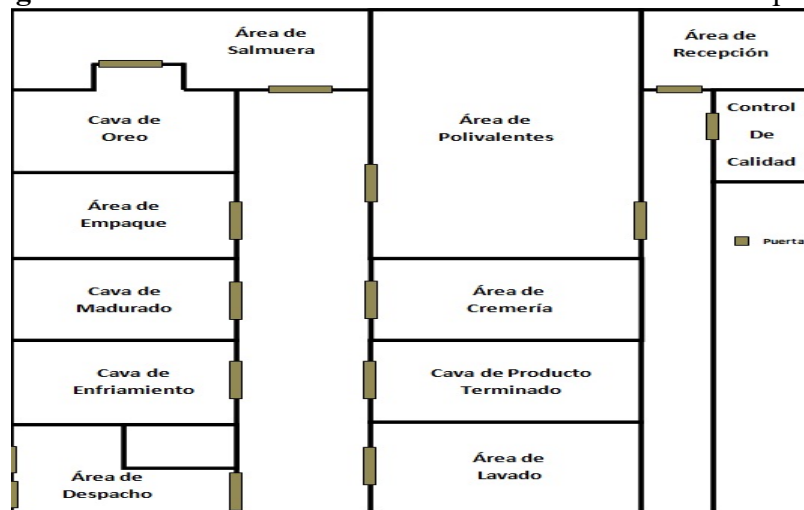 Área de
Salmuera
Área de
Recepción
Cava de
Oreo
Área de
Polivalentes
Control
De
Calidad
Área de
Empaque
Puerta
Cava de
Madurado
Área de
Cremería
Cava de
Enfriamiento
Cava de Producto
Terminado
Área de
Despacho
Área de
Lavado